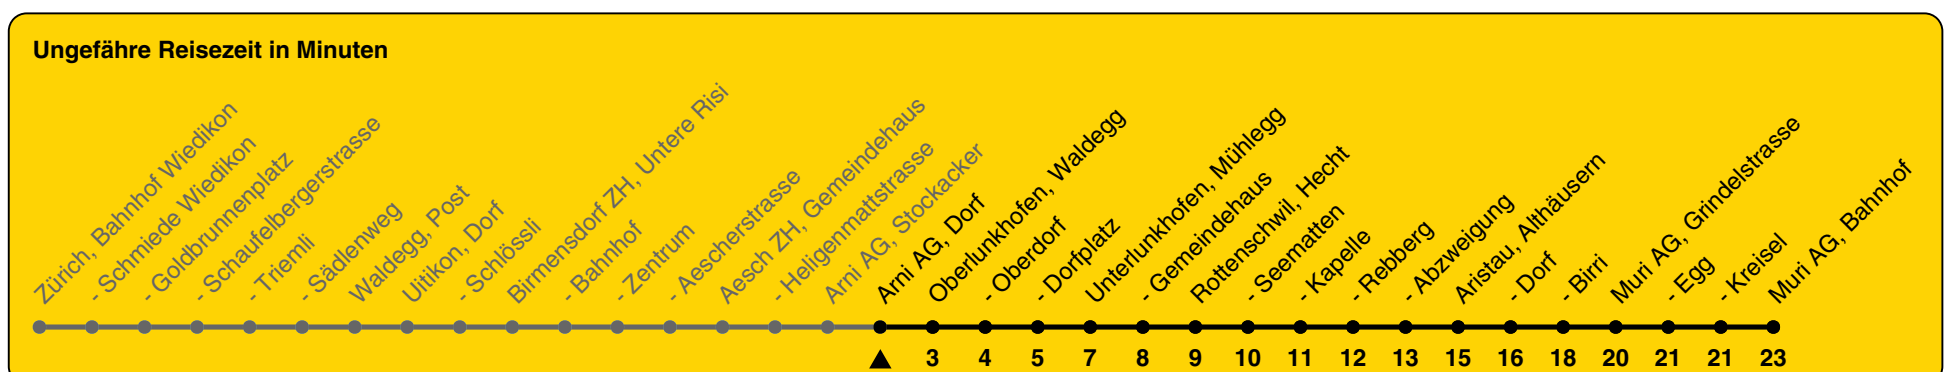 Ungefähre Reisezeit in Minuten
Zürich, Bahnhof Wiedikon
- Schmiede Wiedikon
- Goldbrunnenplatz
- Schaufelbergerstrasse
- Triemli
- Sädlenweg
Waldegg, Post
Uitikon, Dorf
- Schlössli
Birmensdorf ZH, Untere Risi
- Bahnhof
- Zentrum
- Aescherstrasse
Aesch ZH, Gemeindehaus
- Heligenmattstrasse
Arni AG, Stockacker
Arni AG, Dorf
Oberlunkhofen, Waldegg
- Oberdorf
- Dorfplatz
Unterlunkhofen, Mühlegg
- Gemeindehaus
Rottenschwil, Hecht
- Seematten
- Kapelle
- Rebberg
- Abzweigung
Aristau, Althäusern
- Dorf
- Birri
Muri AG, Grindelstrasse
- Egg
- Kreisel
Muri AG, Bahnhof
3 4 5 7 8 9 10 11 12 13 15 16 18 20 21 21 23